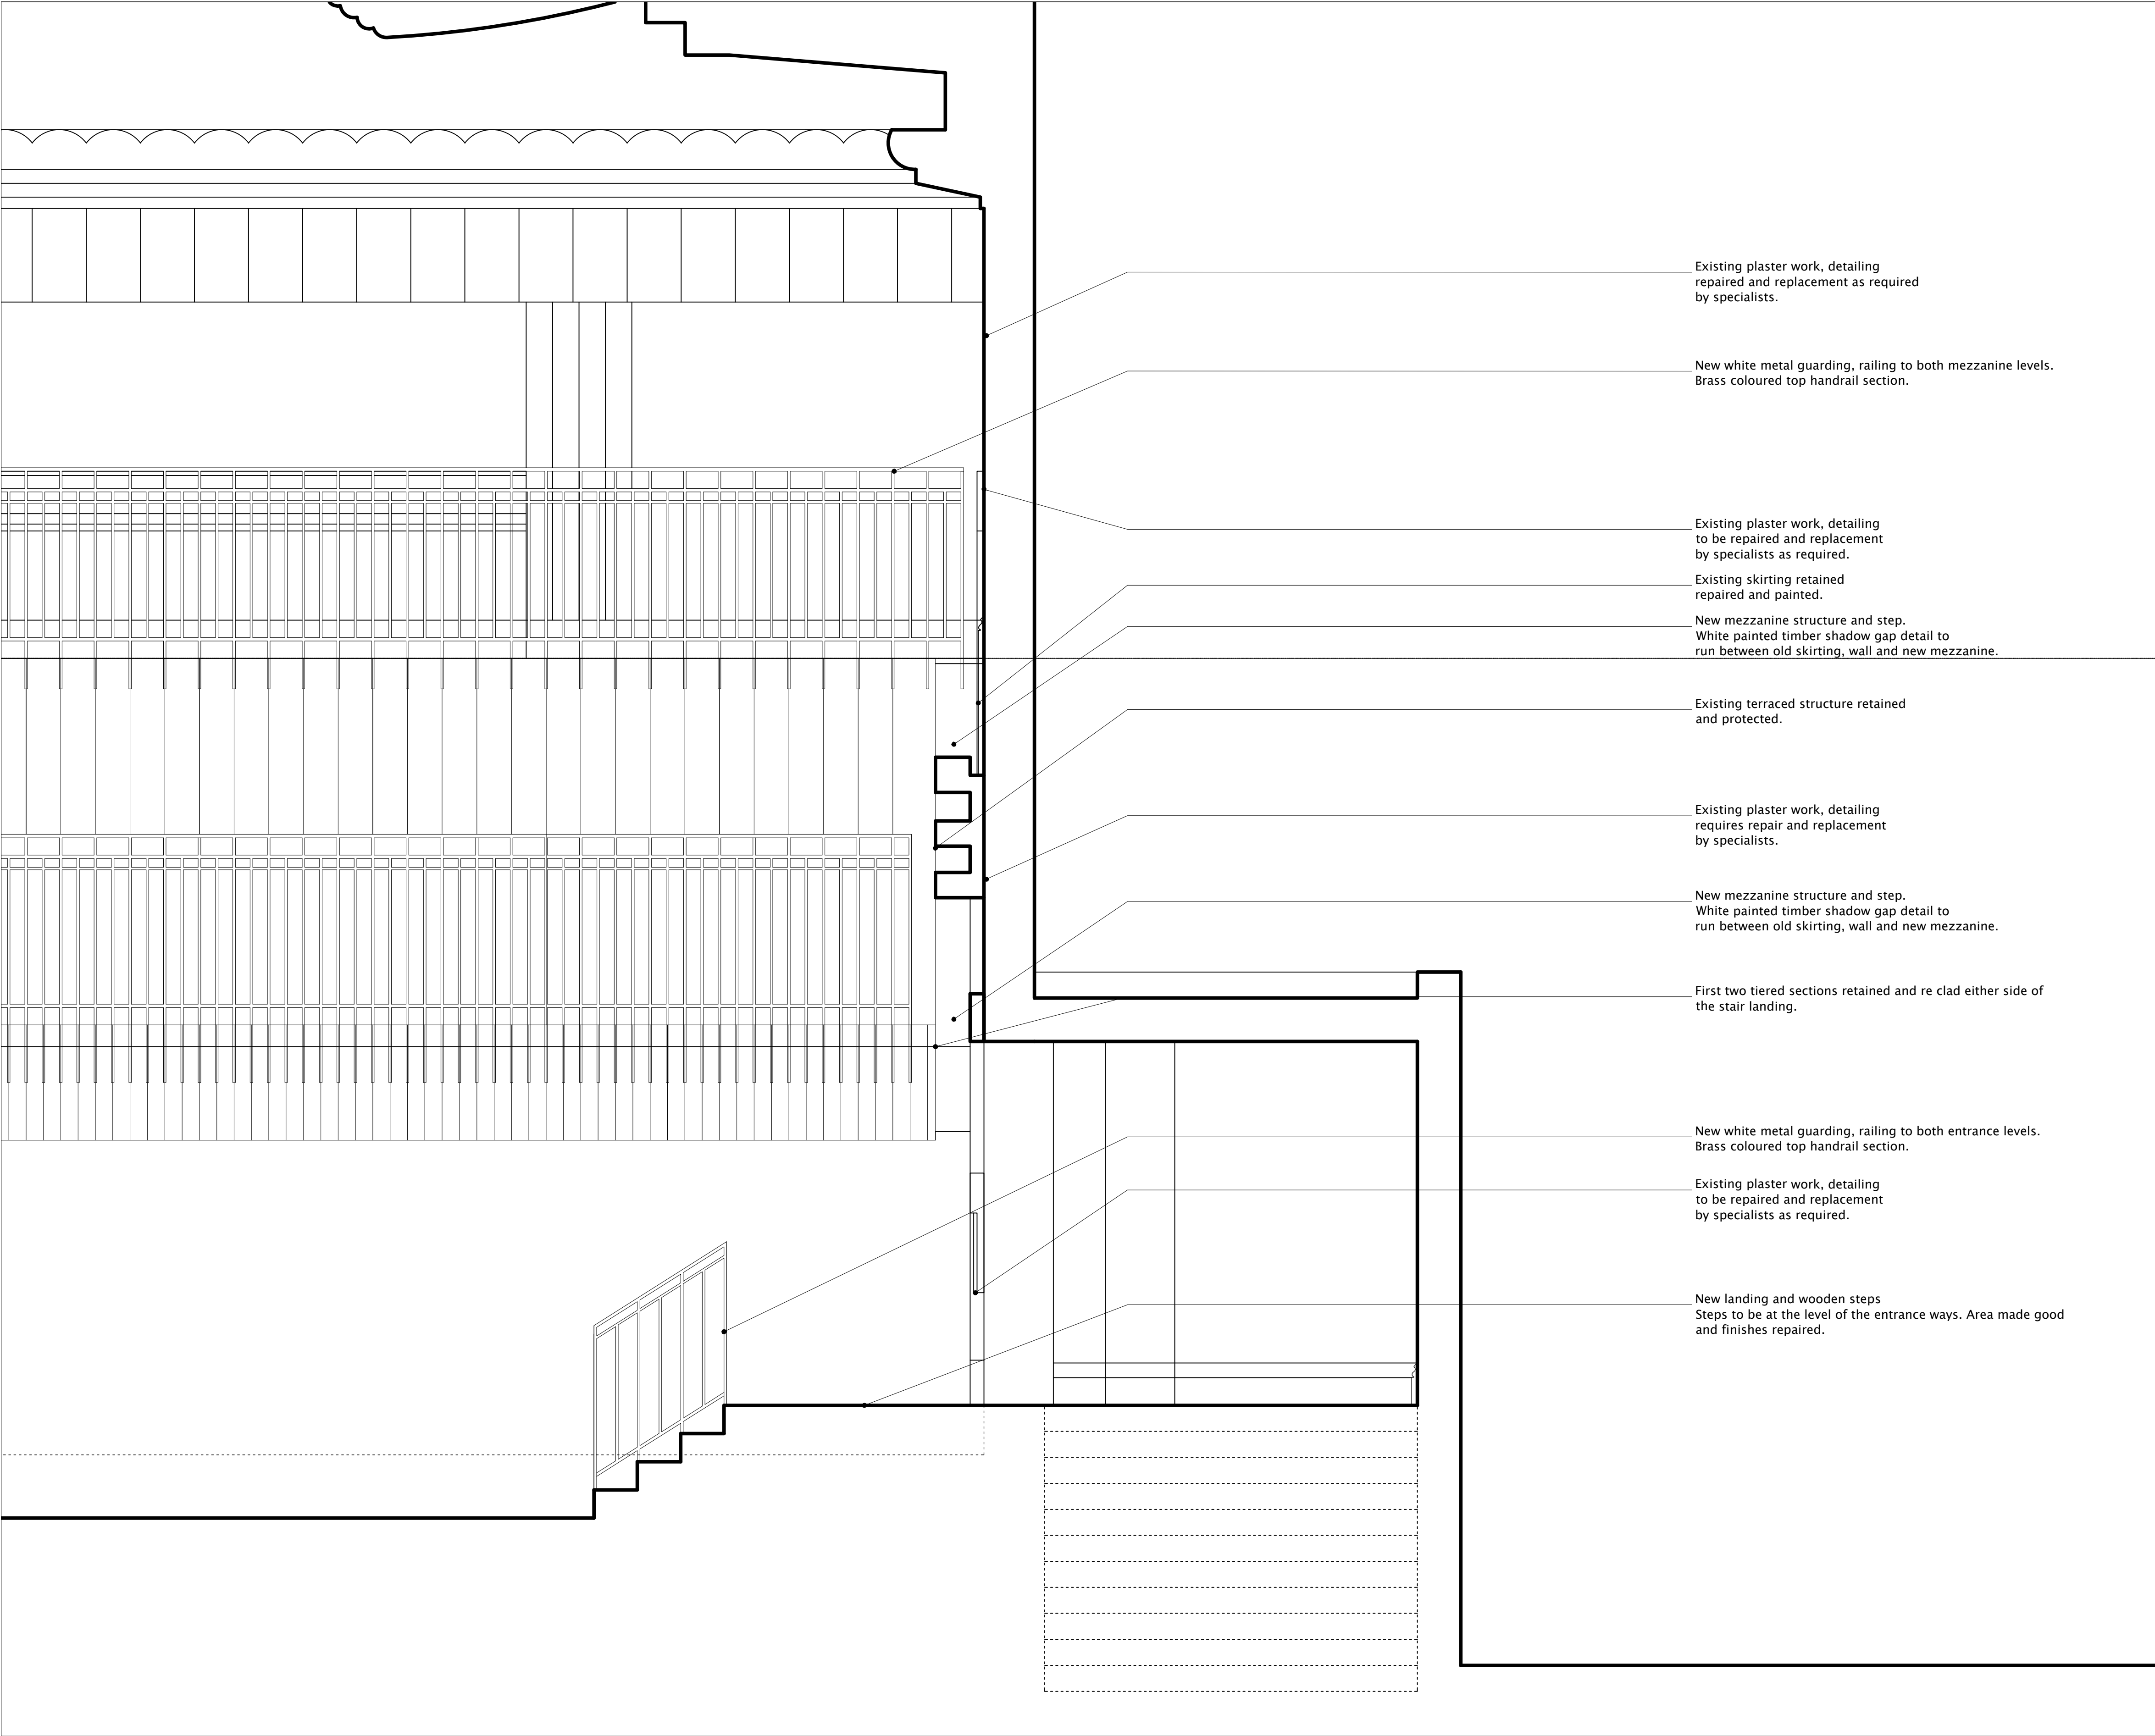 Existing plaster work, detailing
repaired and replacement as required
by specialists.
New white metal guarding, railing to both mezzanine levels.
Brass coloured top handrail section.
Existing plaster work, detailing
to be repaired and replacement
by specialists as required.
Existing skirting retained
repaired and painted.
New mezzanine structure and step.
White painted timber shadow gap detail to
run between old skirting, wall and new mezzanine.
Existing terraced structure retained
and protected.
Existing plaster work, detailing
requires repair and replacement
by specialists.
New mezzanine structure and step.
White painted timber shadow gap detail to
run between old skirting, wall and new mezzanine.
First two tiered sections retained and re clad either side of
the stair landing.
New white metal guarding, railing to both entrance levels.
Brass coloured top handrail section.
Existing plaster work, detailing
to be repaired and replacement
by specialists as required.
New landing and wooden steps
Steps to be at the level of the entrance ways. Area made good
and finishes repaired.